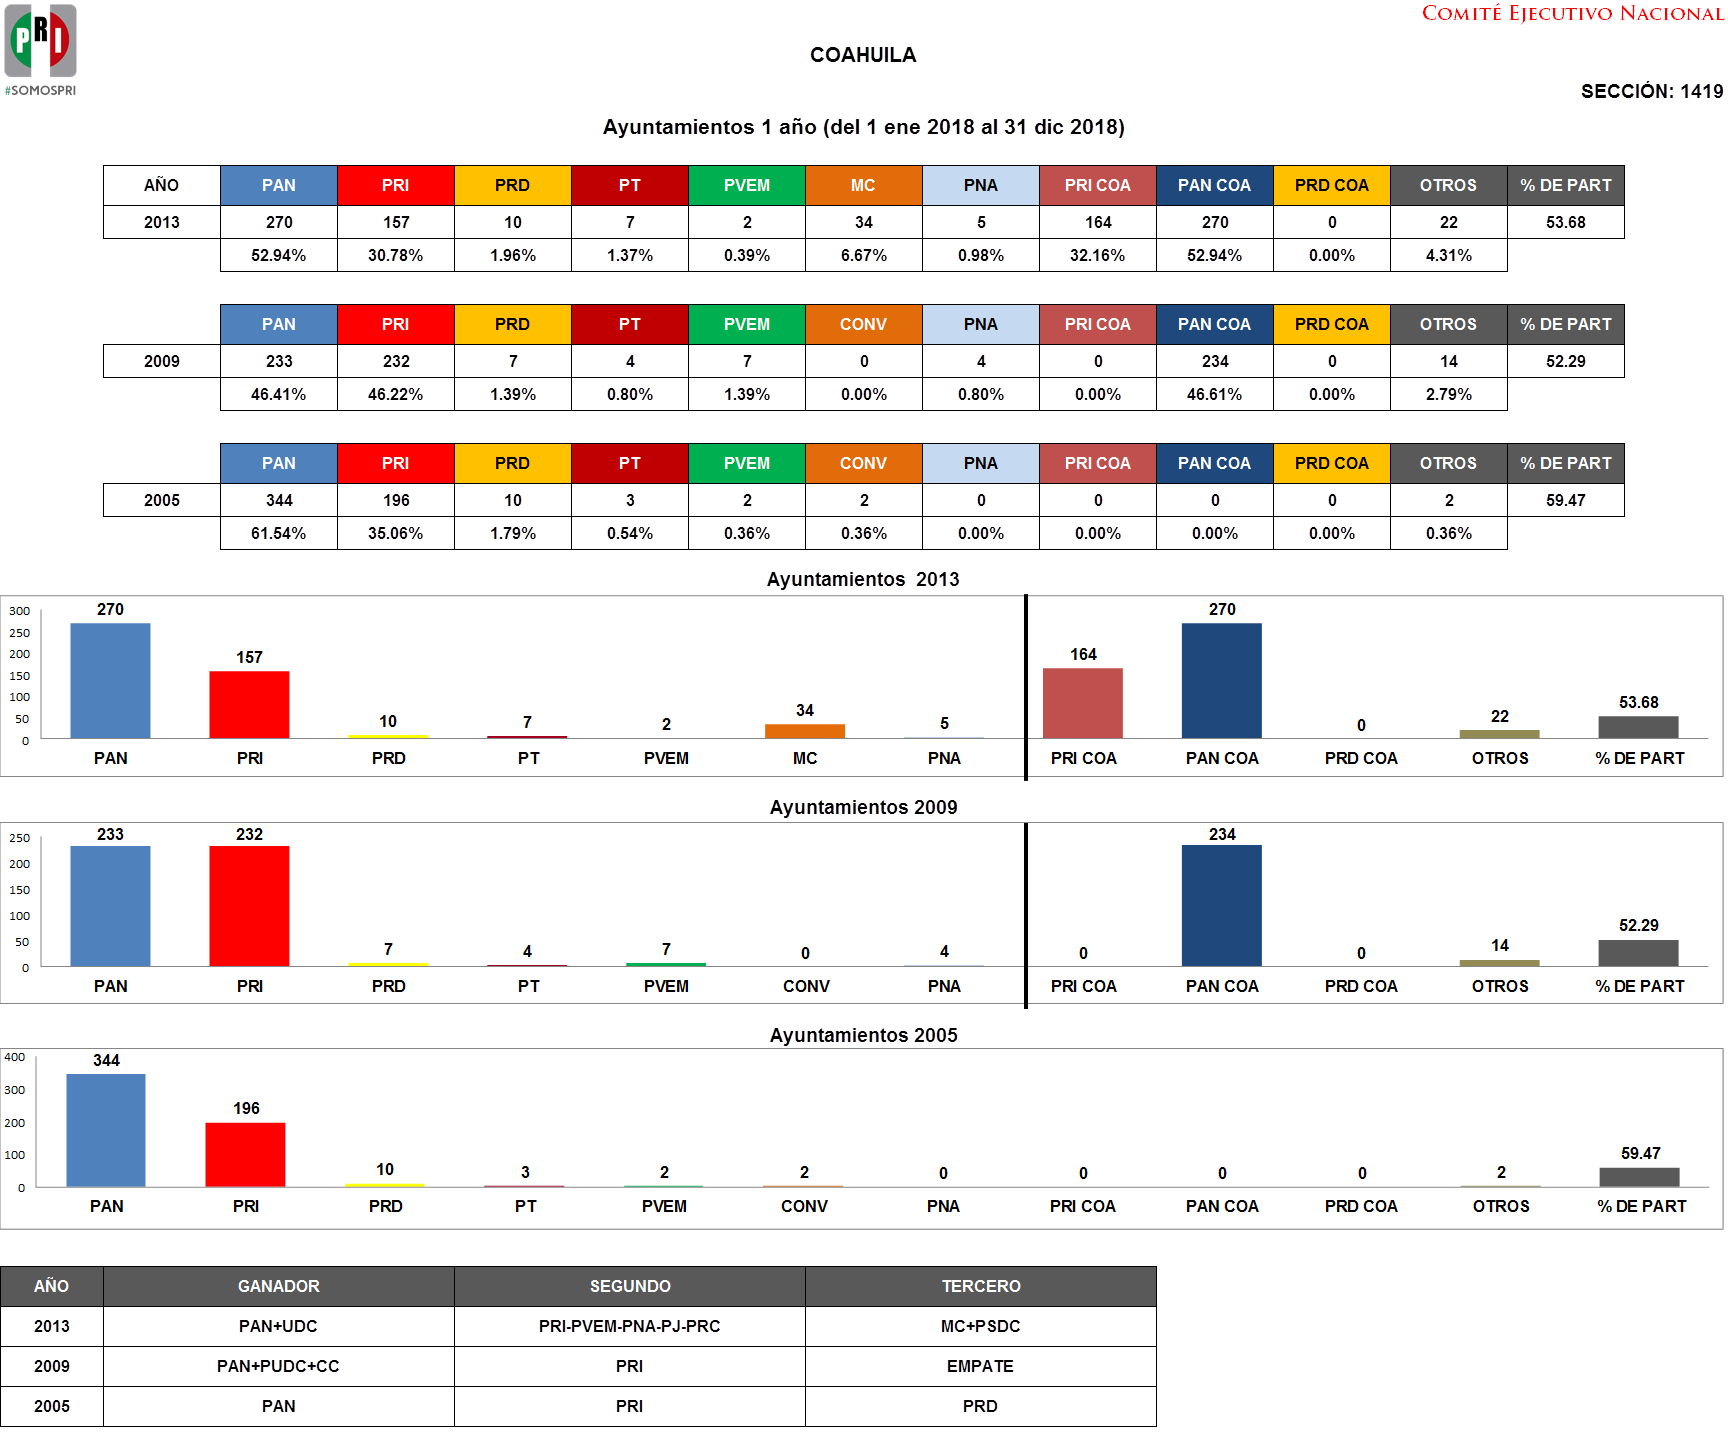 COMITÉ EJECUTIVO NACIONAL
PRI
#SOMOSPRI
COAHUILA
SECCIÓN: 1419
Ayuntamientos 1 año (del 1 ene 2018 al 31 dic 2018)
AÑO PAN PRI PRD PT PVEM MC PNA PRI COA PAN COA PRD COA OTROS % DE PART
2013 270 157 10 7 2 34 5 164 270 0 22 53.68
52.94% 30.78% 1.96% 1.37% 0.39% 6.67% 0.98% 32.16% 52.94% 0.00% 4.31%
PAN PRI PRD PT PVEM CONV PNA PRI COA PAN COA PRD COA OTROS % DE PART
2009 233 232 7 4 7 0 4 0 234 0 14 52.29
46.41% 46.22% 1.39% 0.80% 1.39% 0.00% 0.80% 0.00% 46.61% 0.00% 2.79%
PAN PRI PRD PT PVEM CONV PNA PRI COA PAN COA PRD COA OTROS % DE PART
2005 344 196 10 3 2 2 0 0 0 0 2 59.47
61.54% 35.06% 1.79% 0.54% 0.36% 0.36% 0.00% 0.00% 0.00% 0.00% 0.36%
Ayuntamientos 2013
300
250
200
150
100
50
0
270 157 10 7 2 34 5 164 270 0 22 53.68
PAN PRI PRD PT PVEM MC PNA PRI COA PAN COA PRD COA OTROS % DE PART
Ayuntamientos 2009
250
200
150
100
50
0
233 232 7 4 7 0 4 0 234 0 14 52.29
PAN PRI PRD PT PVEM CONV PNA PRI COA PAN COA PRD COA OTROS % DE PART
Ayuntamientos 2005
400
300
200
100
0
344 196 10 3 2 2 0 0 0 0 2 59.47
PAN PRI PRD PT PVEM CONV PNA PRI COA PAN COA PRD COA OTROS % DE PART
AÑO GANADOR SEGUNDO TERCERO
2013 PAN+UDC PRI-PVEM-PNA-PJ-PRC MC+PSDC
2009 PAN+PUDC+CC PRI EMPATE
2005 PAN PRI PRD